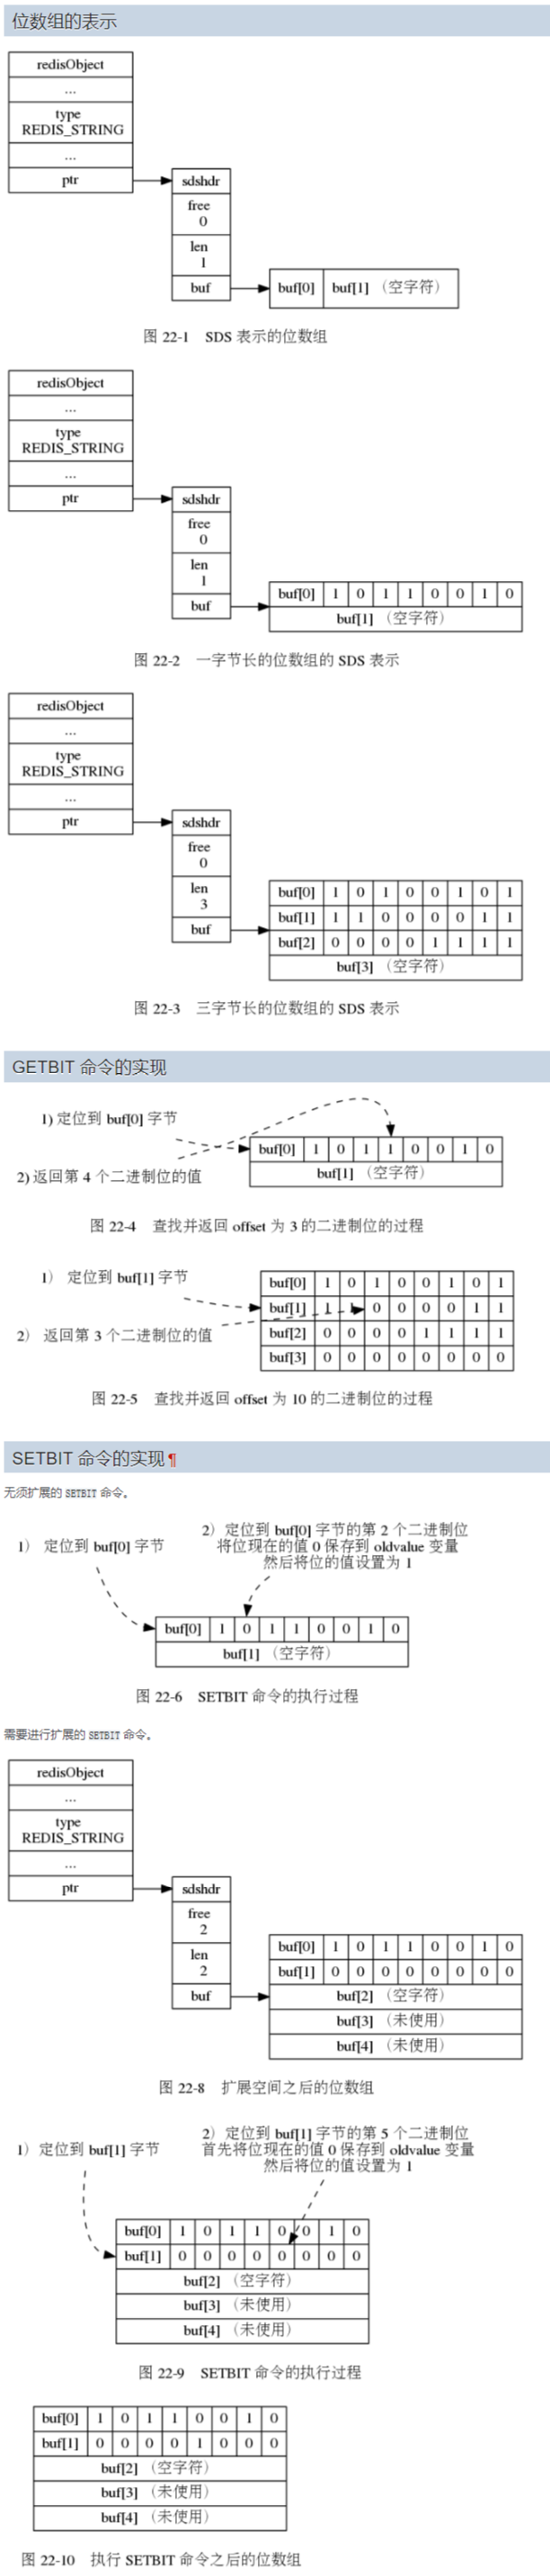 位数组的表示
redisObject
...
type
REDIS_STRING
...
ptr
sdshdr
free
0
len
1
buf
buf[0] buf[1] （空字符）
图 22-1 SDS 表示的位数组
redisObject
...
type
REDIS_STRING
...
ptr
sdshdr
free
0
len
1
buf
buf[0] 1 0 1 1 0 0 1 0
buf[1] （空字符）
图 22-2 一字节长的位数组的 SDS 表示
redisObject
...
type
REDIS_STRING
...
ptr
sdshdr
free
0
len
3
buf
buf[0] 1 0 1 0 0 1 0 1
buf[1] 1 1 0 0 0 0 1 1
buf[2] 0 0 0 0 1 1 1 1
buf[3] （空字符）
图 22-3 三字节长的位数组的 SDS 表示
GETBIT 命令的实现
1) 定位到 buf[0] 字节
buf[0] 1 0 1 1 0 0 1 0
buf[1] （空字符）
2) 返回第 4 个二进制位的值
图 22-4 查找并返回 offset 为 3 的二进制位的过程
1） 定位到 buf[1] 字节
2） 返回第 3 个二进制位的值
buf[0] 1 0 1 0 0 1 0 1
buf[1] 1 1 0 0 0 0 1 1
buf[2] 0 0 0 0 1 1 1 1
buf[3] 0 0 0 0 0 0 0 0
图 22-5 查找并返回 offset 为 10 的二进制位的过程
SETBIT 命令的实现¶
无须扩展的 SETBIT 命令。
1） 定位到 buf[0] 字节
2）定位到 buf[0] 字节的第 2 个二进制位
将位现在的值 0 保存到 oldvalue 变量
然后将位的值设置为 1
buf[0] 1 0 1 1 0 0 1 0
buf[1] （空字符）
图 22-6 SETBIT 命令的执行过程
需要进行扩展的 SETBIT 命令。
redisObject
...
type
REDIS_STRING
...
ptr
sdshdr
free
2
len
2
buf
buf[0] 1 0 1 1 0 0 1 0
buf[1] 0 0 0 0 0 0 0 0
buf[2] （空字符）
buf[3] （未使用）
buf[4] （未使用）
图 22-8 扩展空间之后的位数组
1）定位到 buf[1] 字节
2）定位到 buf[1] 字节的第 5 个二进制位
首先将位现在的值 0 保存到 oldvalue 变量
然后将位的值设置为 1
buf[0] 1 0 1 1 0 0 1 0
buf[1] 0 0 0 0 0 0 0 0
buf[2] （空字符）
buf[3] （未使用）
buf[4] （未使用）
图 22-9 SETBIT 命令的执行过程
buf[0] 1 0 1 1 0 0 1 0
buf[1] 0 0 0 0 1 0 0 0
buf[2] （空字符）
buf[3] （未使用）
buf[4] （未使用）
图 22-10 执行 SETBIT 命令之后的位数组